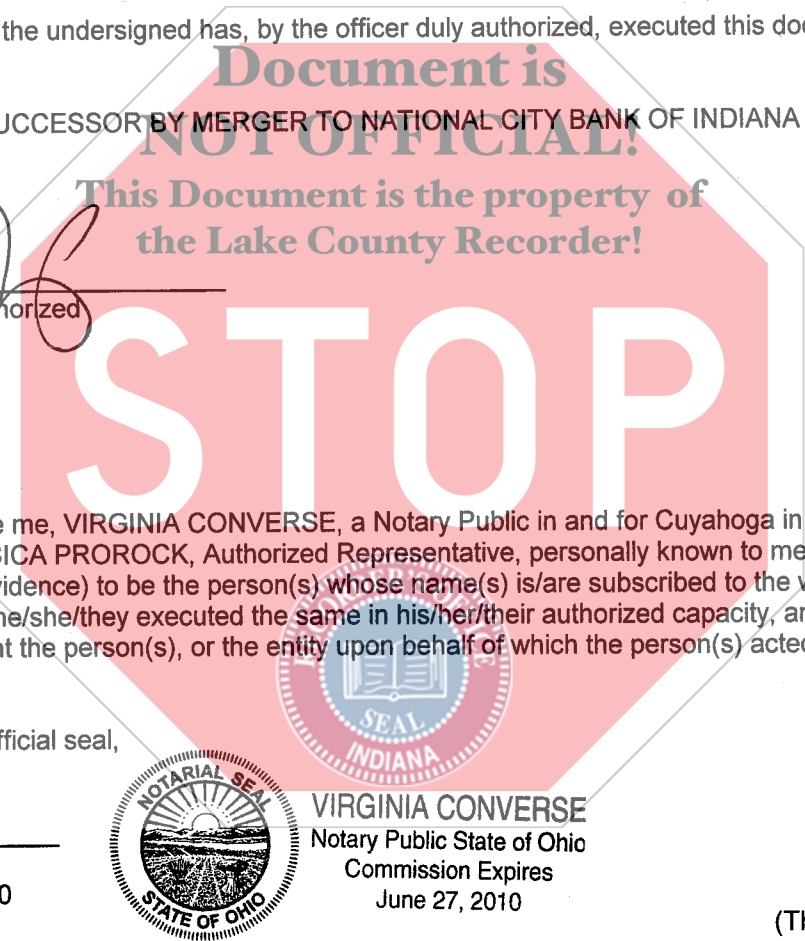 the undersigned has, by the officer duly authorized, executed this doc
Document is
UCCESSOR BY MERGER TO NATIONAL CITY BANK OF INDIANA
NOT OFFICIAL!
This Document is the property of
the Lake County Recorder!
horized
STOP
e me, VIRGINIA CONVERSE, a Notary Public in and for Cuyahoga in
SICA PROROCK, Authorized Representative, personally known to me
vidence) to be the person(s) whose name(s) is/are subscribed to the w
he/she/they executed the same in his/her/their authorized capacity, an
at the person(s), or the entity upon behalf of which the person(s) acted
SEAL
INDIANA
fficial seal,
NOTARIAL SEAL
STATE OF OHIO
VIRGINIA CONVERSE
Notary Public State of Ohio
Commission Expires
June 27, 2010
0
(Th